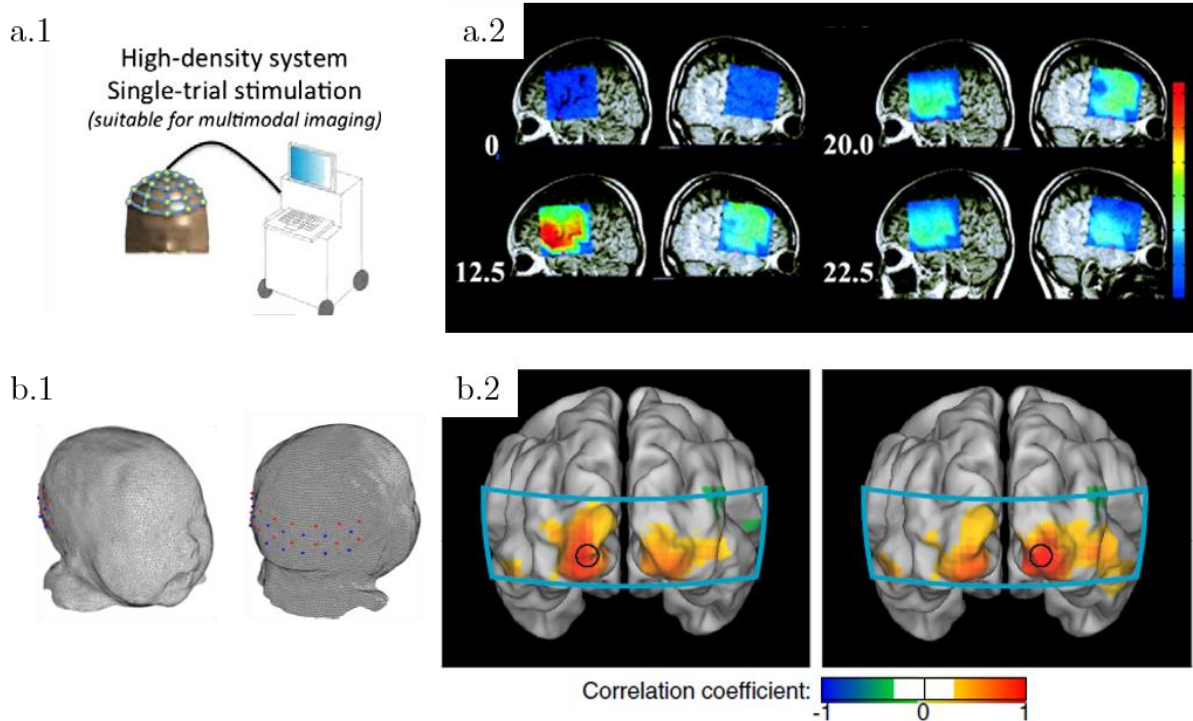 a.1
High-density system
Single-trial stimulation
(suitable for multimodal imaging)
a.2
0
20.0
12.5
22.5
b.1
b.2
Correlation coefficient:
-1 0 1